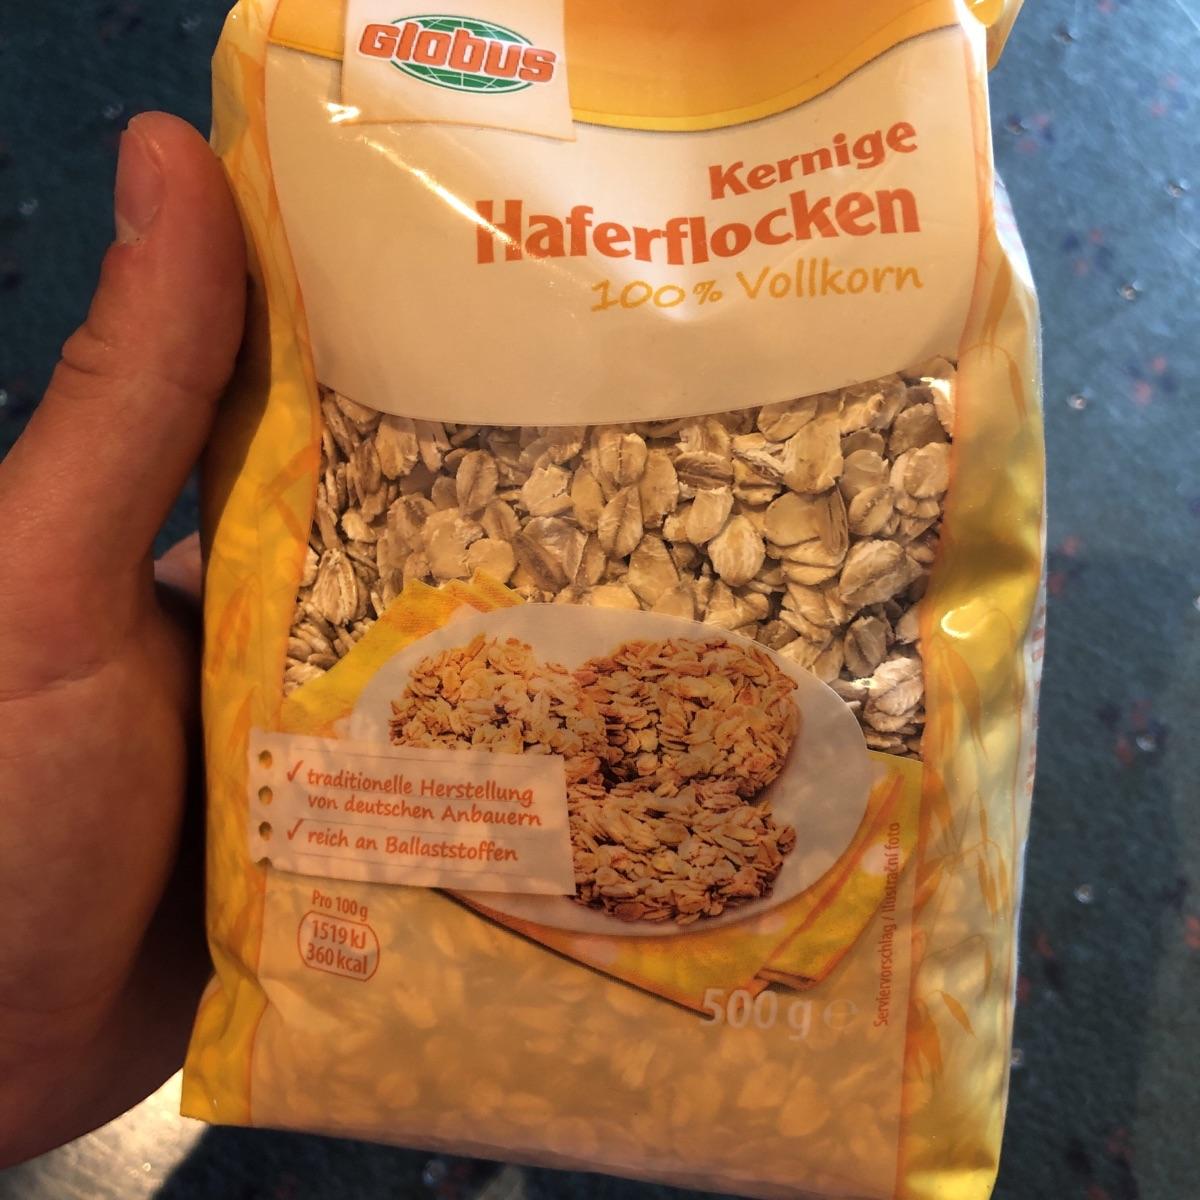 Globus
Kernige
Haferflocken
100% Vollkorn
✓ traditionelle Herstellung
von deutschen Anbauern
✓ reich an Ballaststoffen
Pro 100 g
1519 kJ
360 kcal
500 g ℮
Serviervorschlag / Ilustrační foto